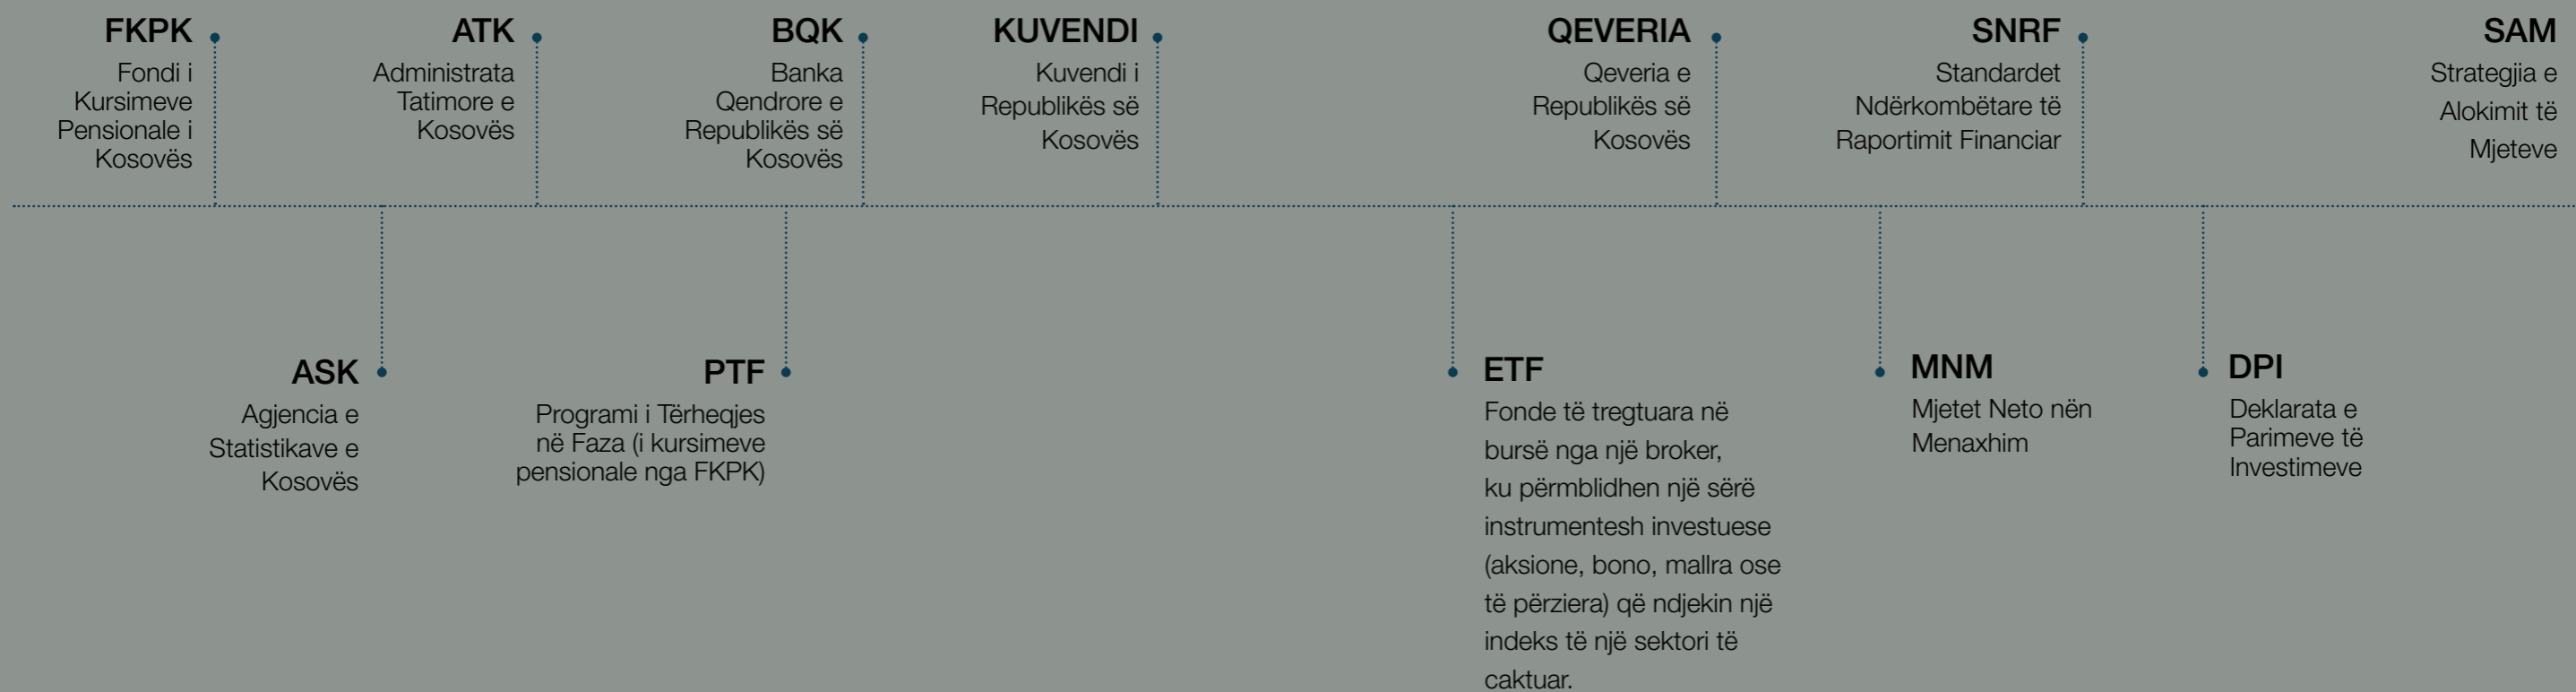 FKPK
Fondi i
Kursimeve
Pensionale i
Kosovës
ATK
Administrata
Tatimore e
Kosovës
BQK
Banka
Qendrore e
Republikës së
Kosovës
KUVENDI
Kuvendi i
Republikës së
Kosovës
QEVERIA
Qeveria e
Republikës së
Kosovës
SNRF
Standardet
Ndërkombëtare të
Raportimit Financiar
SAM
Strategjia e
Alokimit të
Mjeteve
ASK
Agjencia e
Statistikave e
Kosovës
PTF
Programi i Tërheqjes
në Faza (i kursimeve
pensionale nga FKPK)
ETF
Fonde të tregtuara në
bursë nga një broker,
ku përmblidhen një sërë
instrumentesh investuese
(aksione, bono, mallra ose
të përziera) që ndjekin një
indeks të një sektori të
caktuar.
MNM
Mjetet Neto nën
Menaxhim
DPI
Deklarata e
Parimeve të
Investimeve